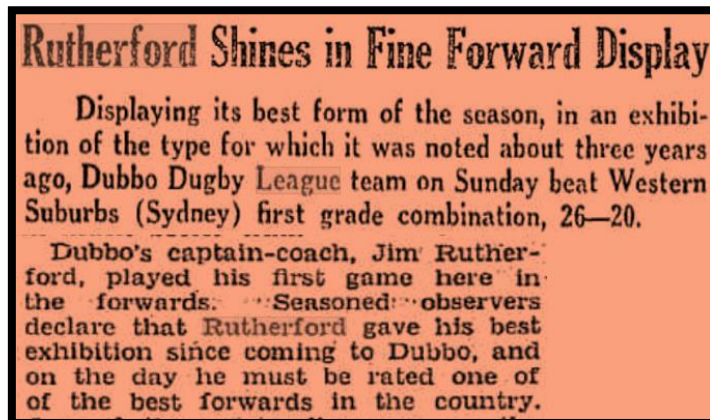 Rutherford Shines in Fine Forward Display
Displaying its best form of the season, in an exhibi-
tion of the type for which it was noted about three years
ago, Dubbo Dugby League team on Sunday beat Western
Suburbs (Sydney) first grade combination, 26—20.
Dubbo's captain-coach, Jim Ruther-
ford, played his first game here in
the forwards. Seasoned observers
declare that Rutherford gave his best
exhibition since coming to Dubbo, and
on the day he must be rated one of
of the best forwards in the country.